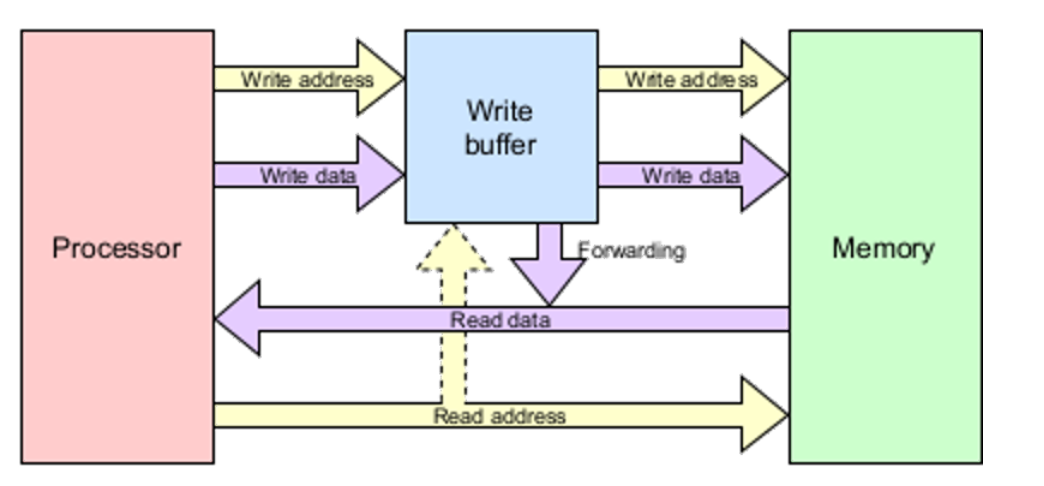 Write address
Write address
Write
buffer
Write data
Write data
Processor
Forwarding
Memory
Read data
Read address